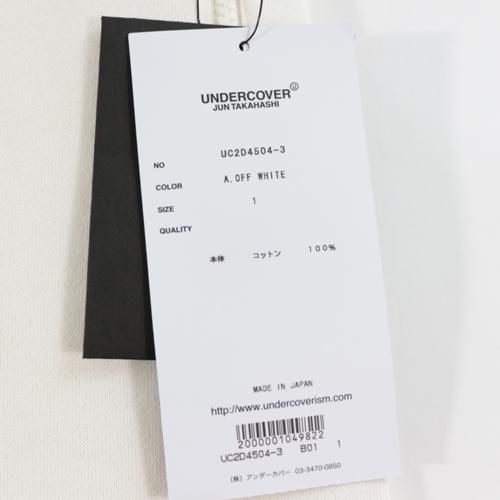 UNDERCOVER Ⓤ
JUN TAKAHASHI
NO UC2D4504-3
COLOR A.OFF WHITE
SIZE 1
QUALITY
本体 コットン 100%
MADE IN JAPAN
http://www.undercoverism.com
2000001049822
UC2D4504-3 B01 1
(株) アンダーカバー 03-3470-0850